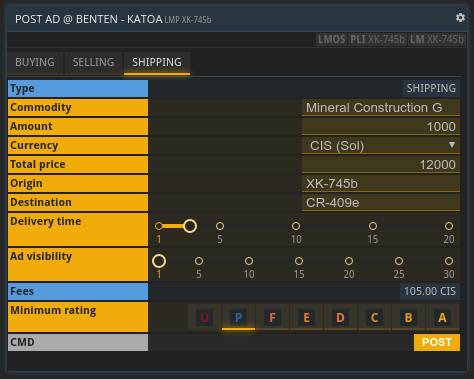 POST AD @ BENTEN - KATOA LMP XK-745b
LMOS PLI XK-745b LM XK-745b
BUYING SELLING SHIPPING
Type SHIPPING
Commodity Mineral Construction G
Amount 1000
Currency CIS (Sol)
Total price 12000
Origin XK-745b
Destination CR-409e
Delivery time
1 5 10 15 20
Ad visibility
1 5 10 15 20 25 30
Fees 105.00 CIS
Minimum rating U P F E D C B A
CMD POST